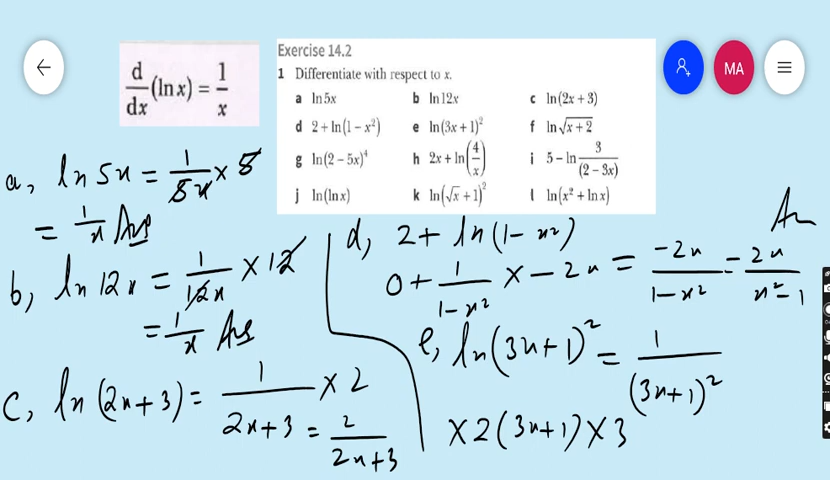 d/dx (ln x) = 1/x
Exercise 14.2
1 Differentiate with respect to x.
a ln 5x b ln 12x c ln(2x + 3)
d 2 + ln(1 − x²) e ln(3x + 1)² f ln√(x + 2)
g ln(2 − 5x)⁴ h 2x + ln(4/x) i 5 − ln 3/(2 − 3x)
j ln(ln x) k ln(√x + 1)² l ln(x² + ln x)
MA
a, ln 5x = 1/5x × 5
= 1/x Ans
b, ln 12x = 1/12x × 12
= 1/x Ans
c, ln (2x+3) = 1/2x+3 × 2
= 2/2x+3
d, 2 + ln (1 - x²)
0 + 1/1-x² × -2x = -2x/1-x² = 2x/x²-1
An
e, ln (3x+1)² = 1/(3x+1)²
× 2 (3x+1) × 3